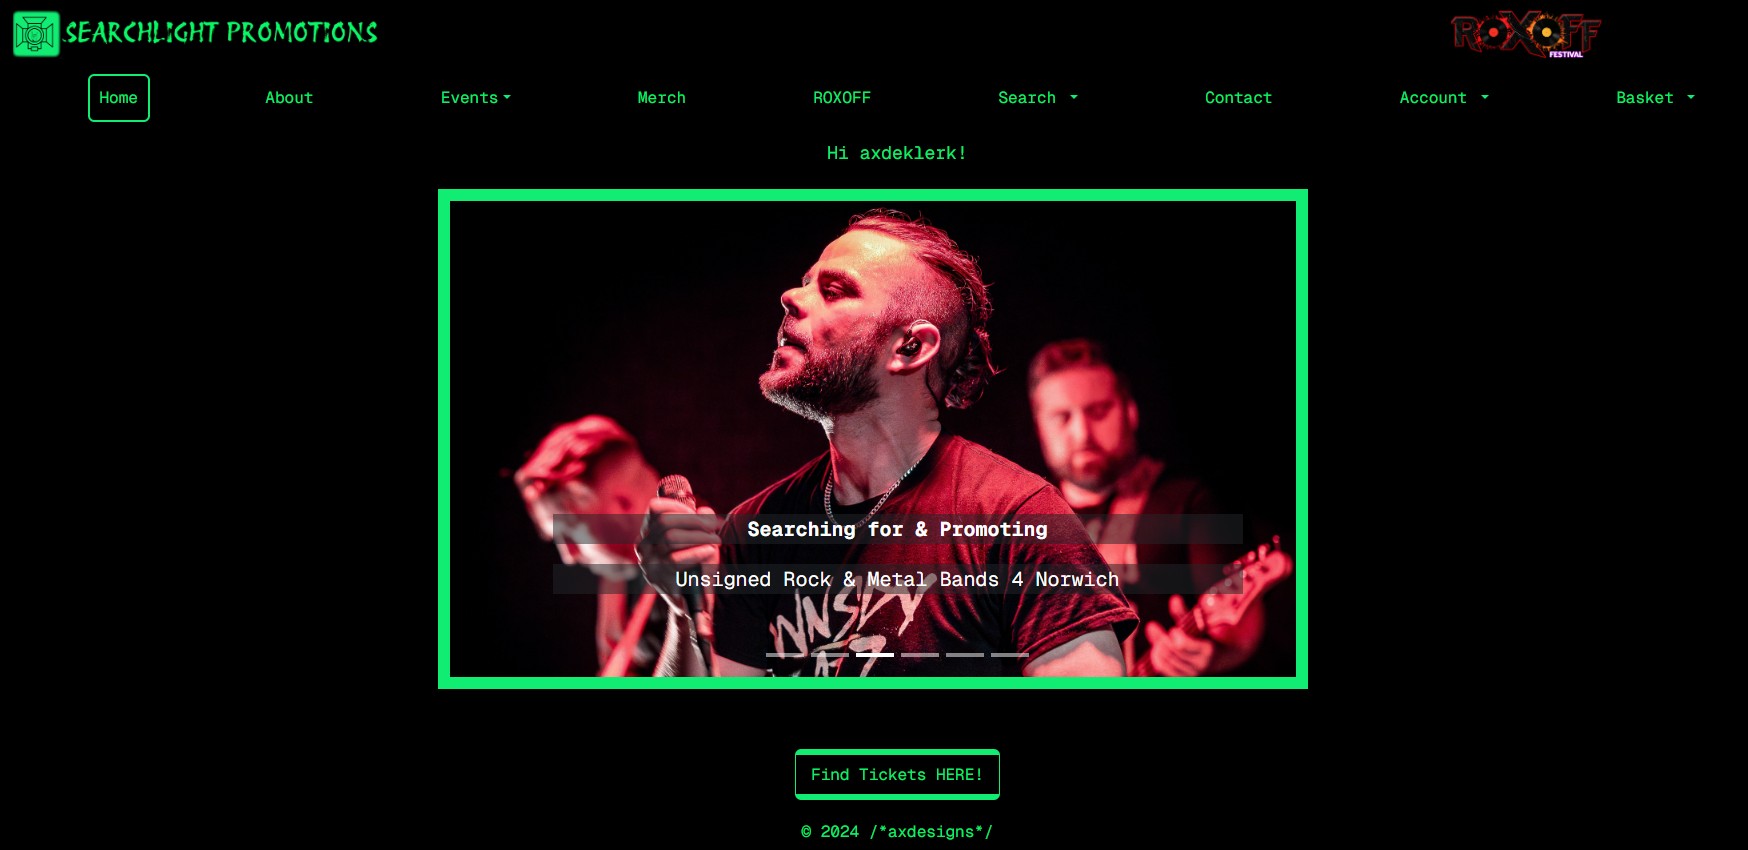 SEARCHLIGHT PROMOTIONS
ROXOFF
FESTIVAL
Home About Events Merch ROXOFF Search Contact Account Basket
Hi axdeklerk!
Searching for & Promoting
Unsigned Rock & Metal Bands 4 Norwich
Find Tickets HERE!
© 2024 /*axdesigns*/